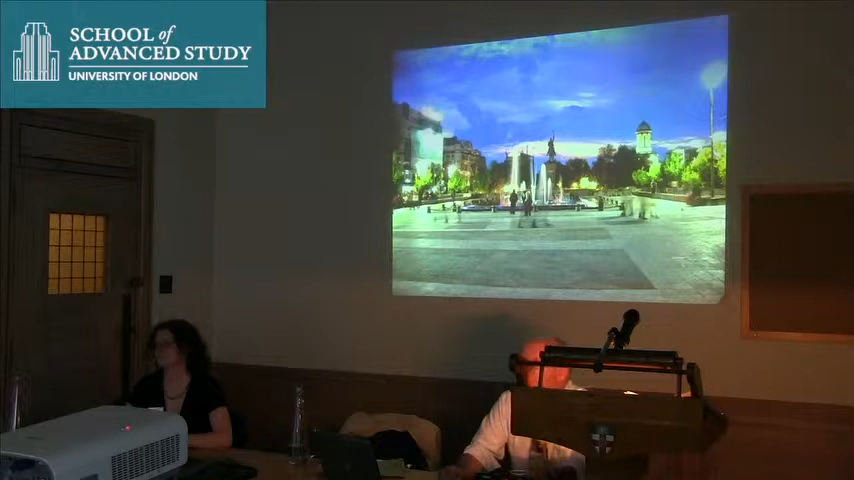 SCHOOL of
ADVANCED STUDY
UNIVERSITY OF LONDON